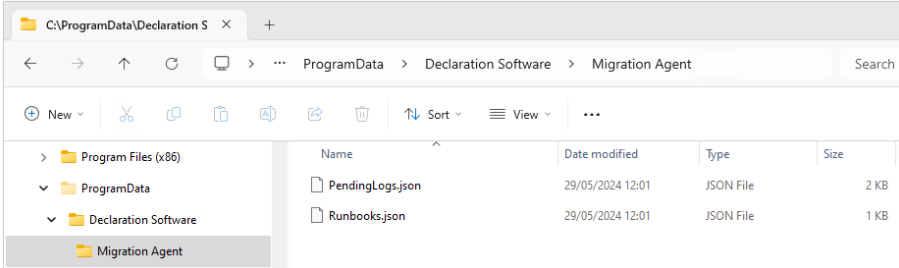 C:\ProgramData\Declaration S
ProgramData > Declaration Software > Migration Agent
Search
New
Sort
View
Program Files (x86)
ProgramData
Declaration Software
Migration Agent
Name Date modified Type Size
PendingLogs.json 29/05/2024 12:01 JSON File 2 KB
Runbooks.json 29/05/2024 12:01 JSON File 1 KB